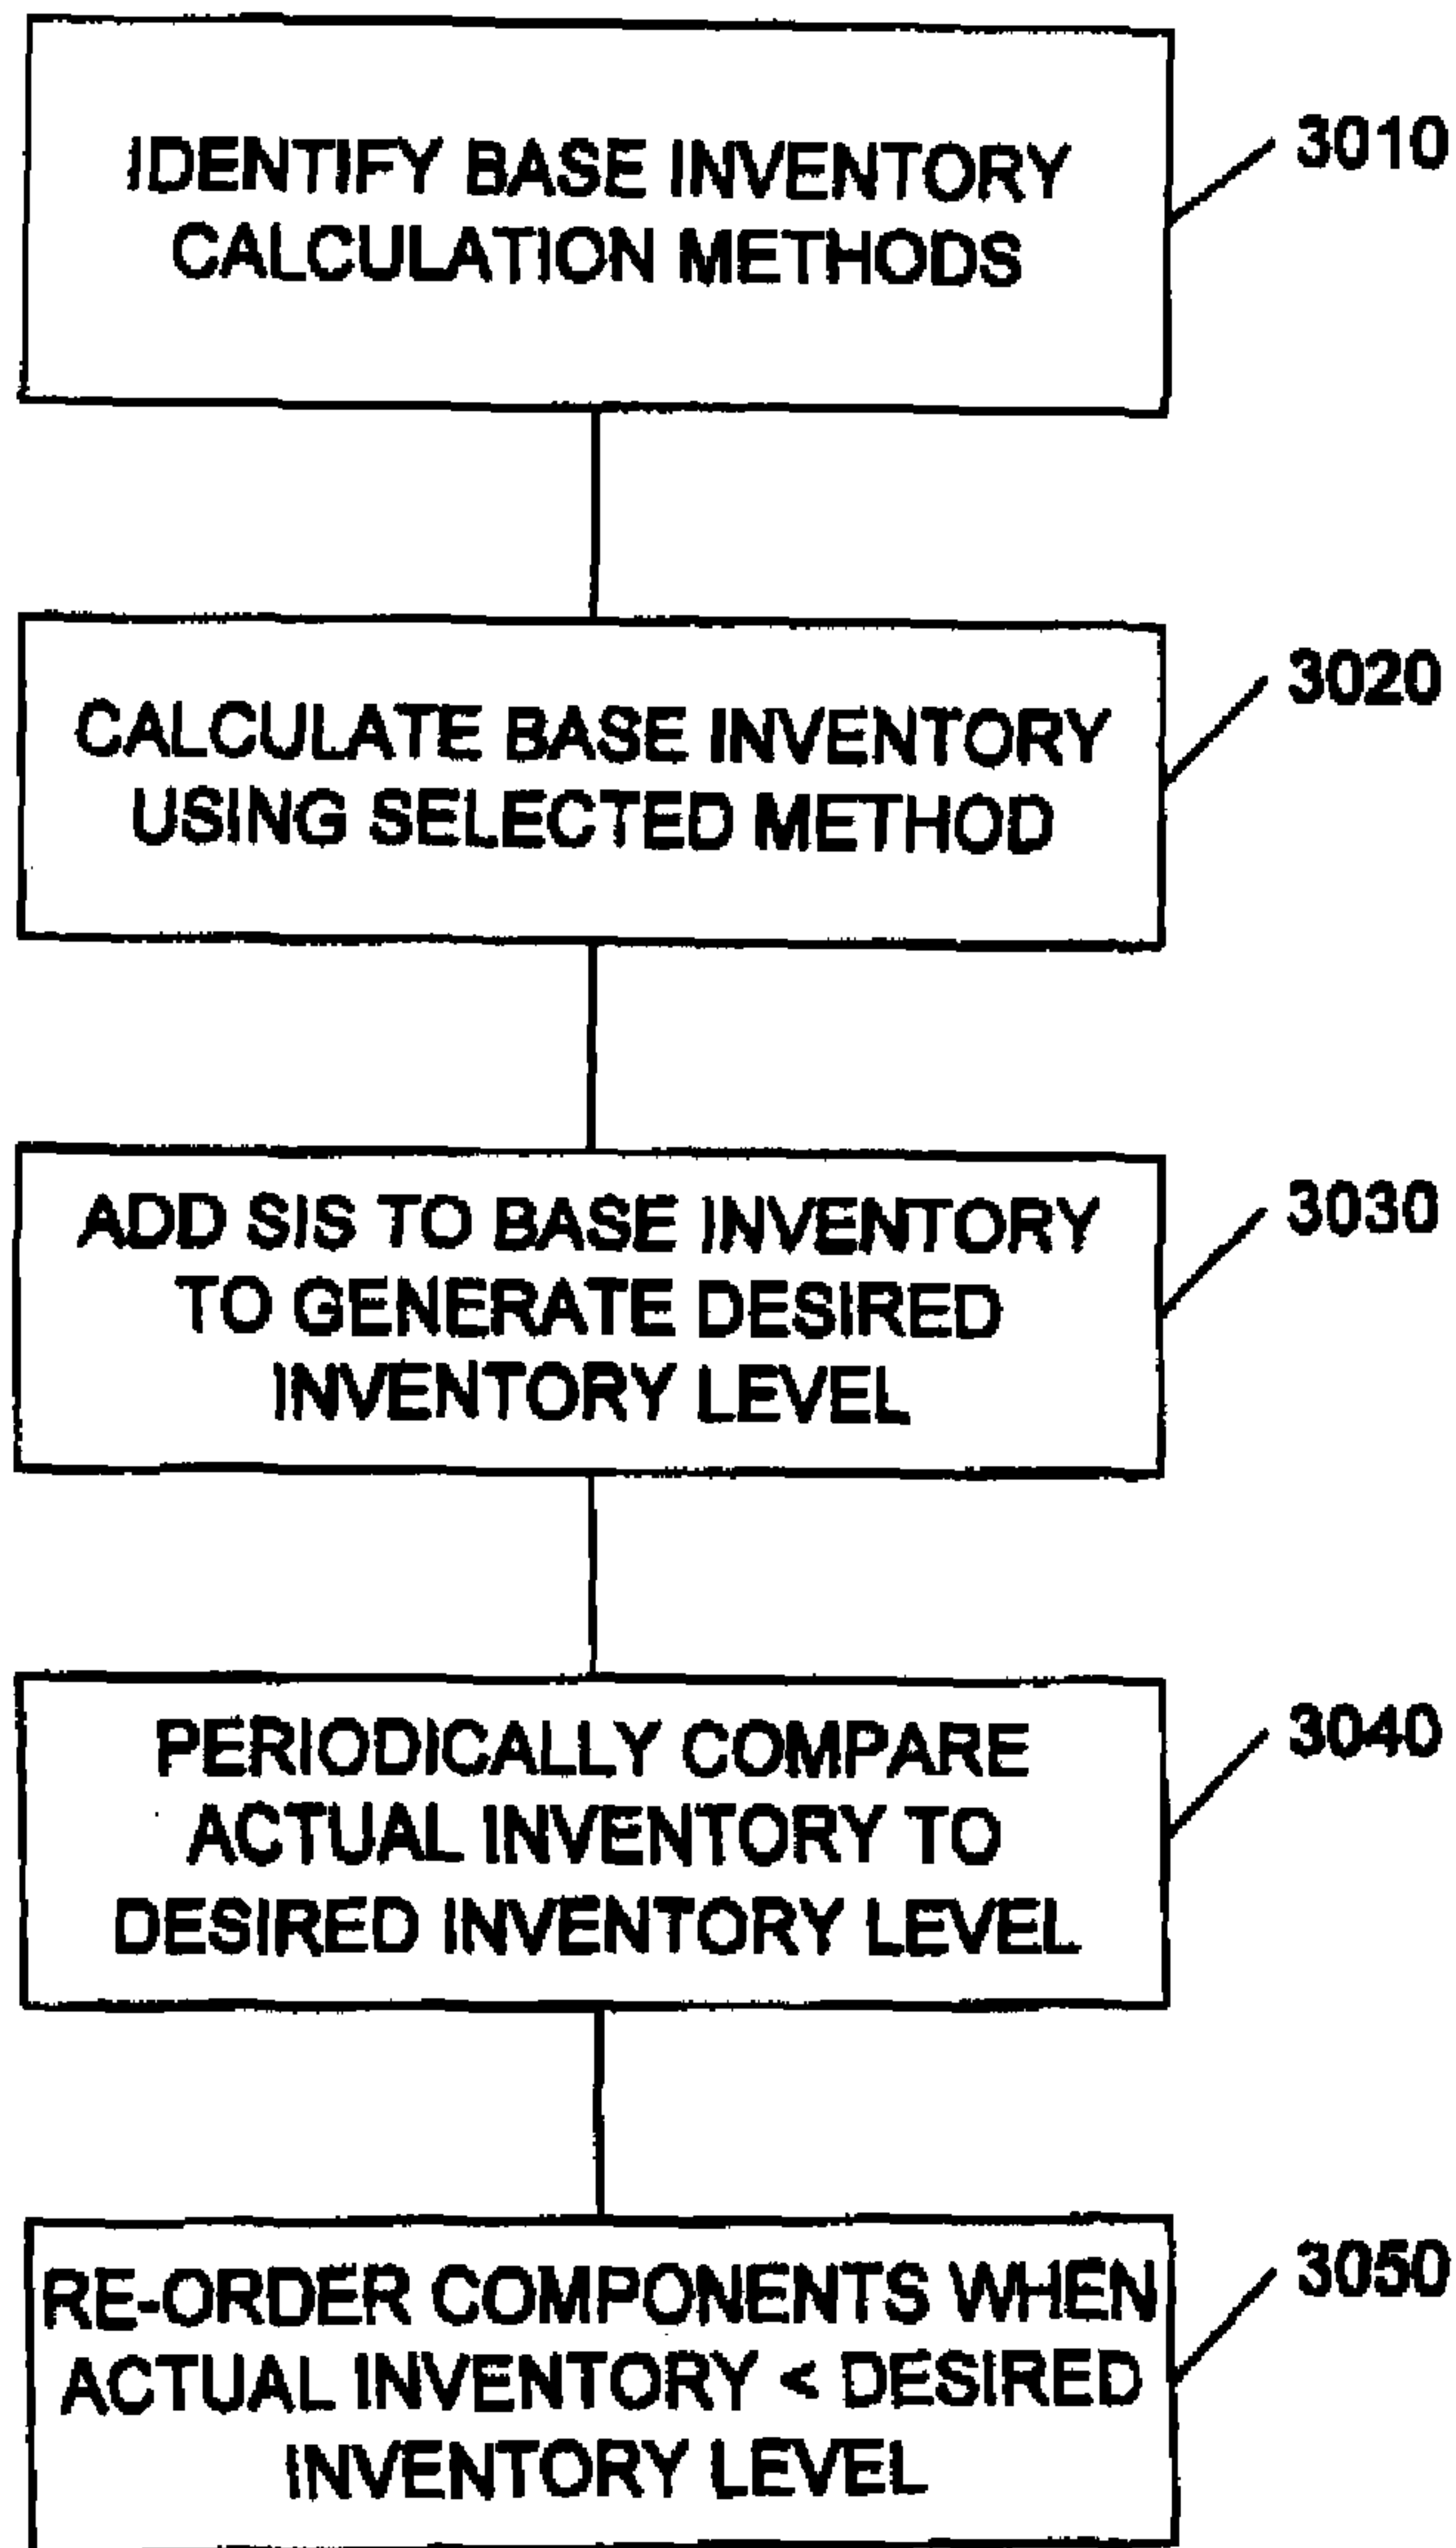 IDENTIFY BASE INVENTORY
CALCULATION METHODS
3010
CALCULATE BASE INVENTORY
USING SELECTED METHOD
3020
ADD SIS TO BASE INVENTORY
TO GENERATE DESIRED
INVENTORY LEVEL
3030
PERIODICALLY COMPARE
ACTUAL INVENTORY TO
DESIRED INVENTORY LEVEL
3040
RE-ORDER COMPONENTS WHEN
ACTUAL INVENTORY < DESIRED
INVENTORY LEVEL
3050